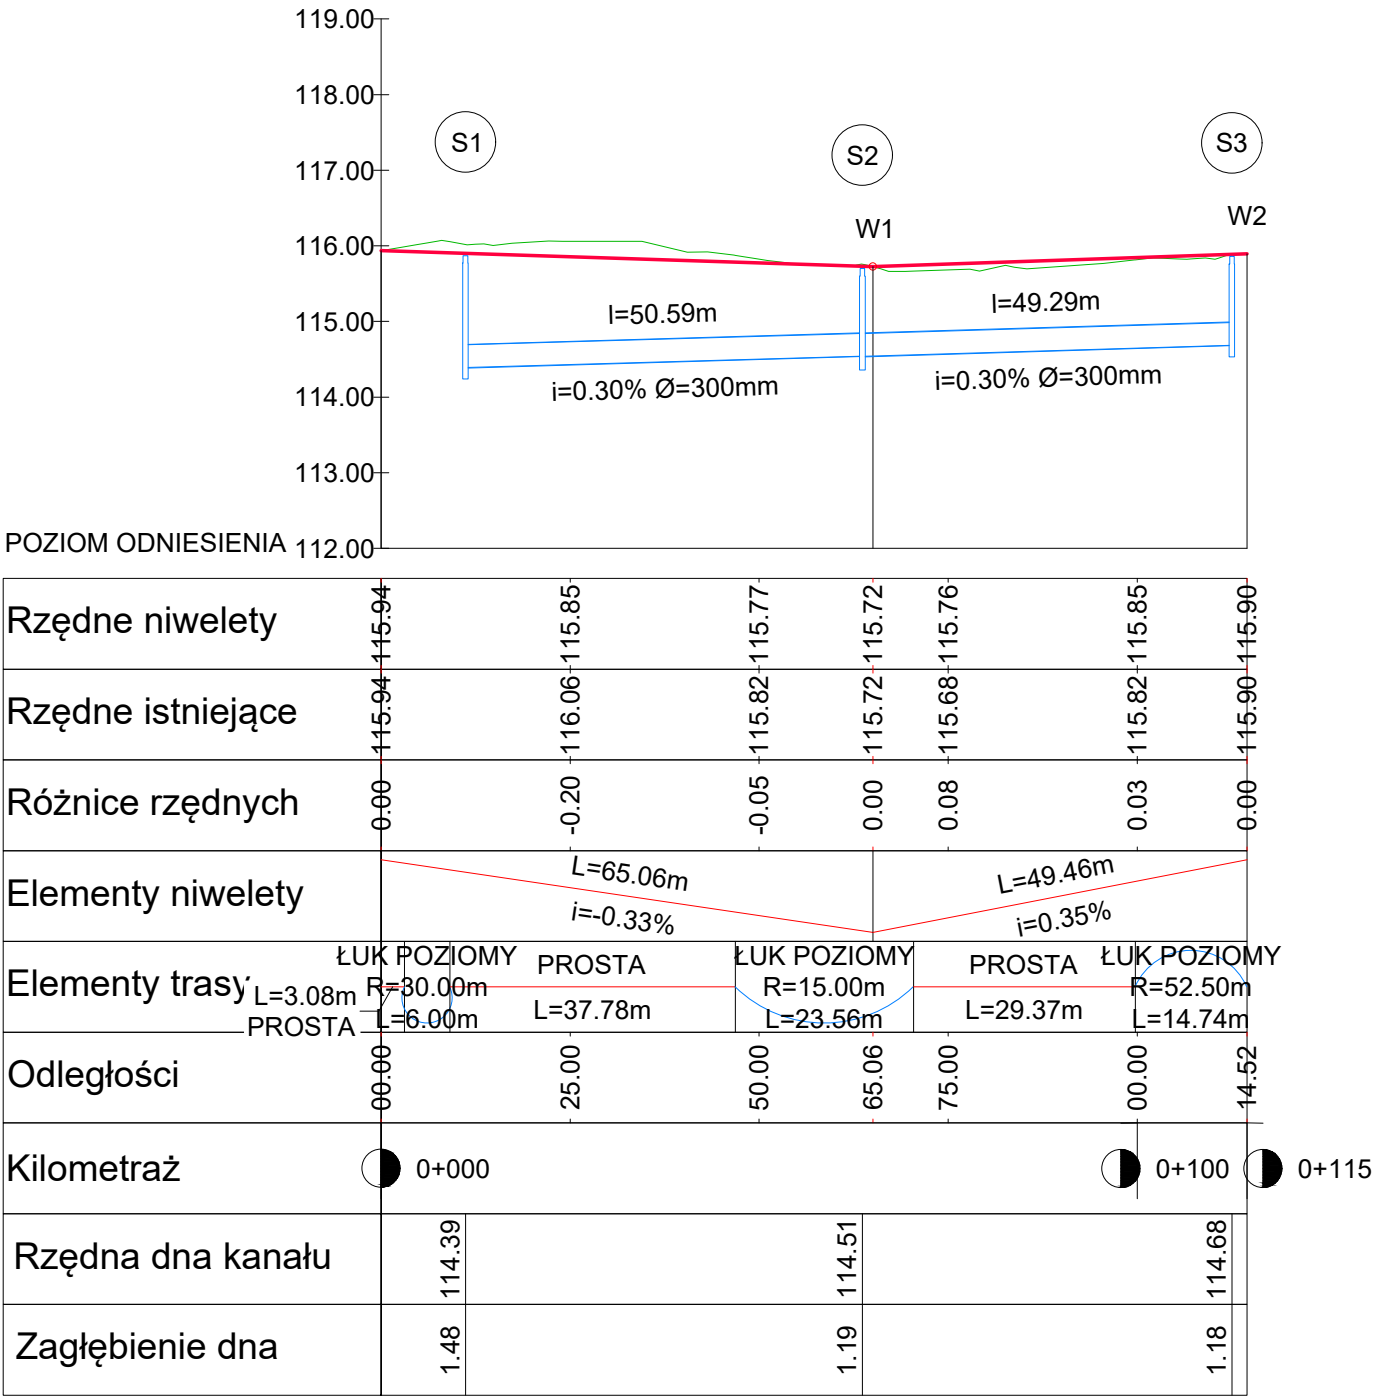 119.00
118.00
117.00
116.00
115.00
114.00
113.00
POZIOM ODNIESIENIA 112.00
S1
S2
S3
W1
W2
l=50.59m
l=49.29m
i=0.30% Ø=300mm
i=0.30% Ø=300mm
Rzędne niwelety
115.94 115.85 115.77 115.72 115.76 115.85 115.90
Rzędne istniejące
115.94 116.06 115.82 115.72 115.68 115.82 115.90
Różnice rzędnych
0.00 -0.20 -0.05 0.00 0.08 0.03 0.00
Elementy niwelety
L=65.06m
i=-0.33%
L=49.46m
i=0.35%
Elementy trasy
L=3.08m
PROSTA
ŁUK POZIOMY
R=30.00m
L=6.00m
PROSTA
L=37.78m
ŁUK POZIOMY
R=15.00m
L=23.56m
PROSTA
L=29.37m
ŁUK POZIOMY
R=52.50m
L=14.74m
Odległości
00.00 25.00 50.00 65.06 75.00 00.00 14.52
Kilometraż
0+000 0+100 0+115
Rzędna dna kanału
114.39 114.51 114.68
Zagłębienie dna
1.48 1.19 1.18